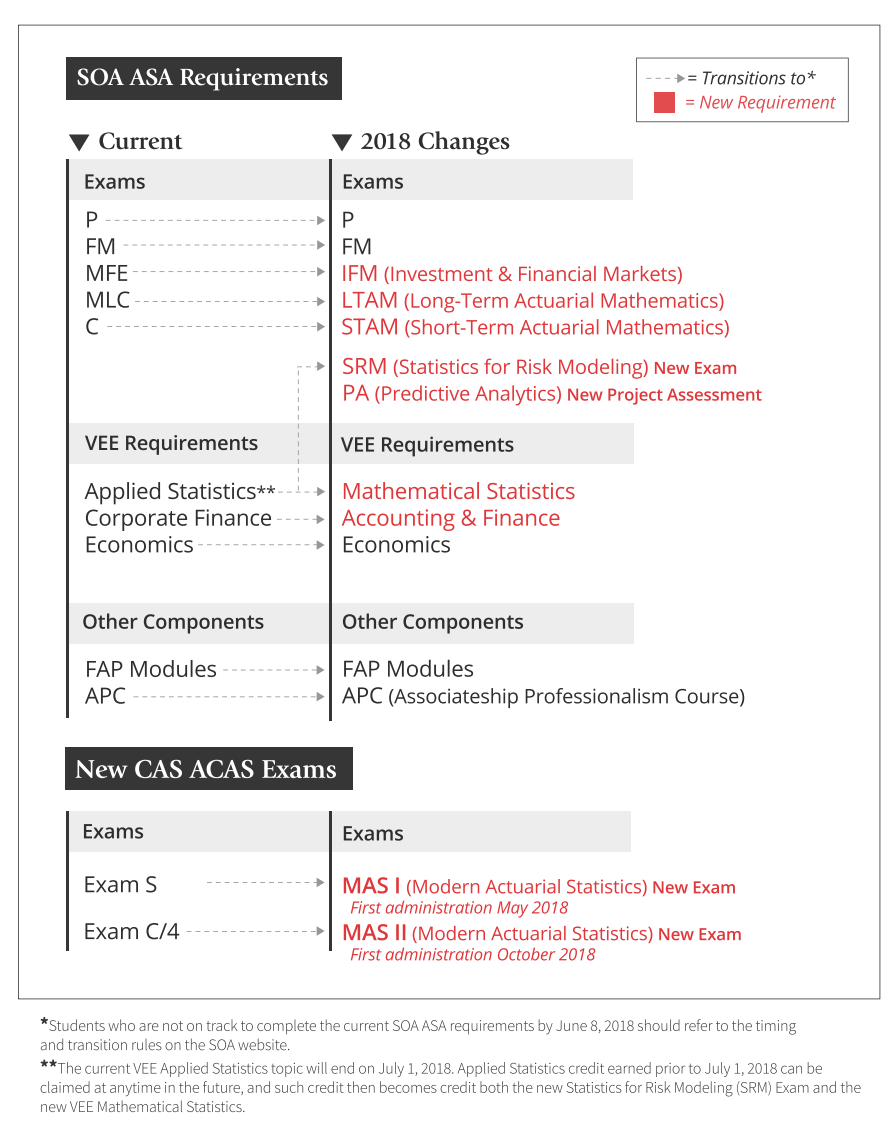 SOA ASA Requirements
= Transitions to*
= New Requirement
Current
2018 Changes
Exams
Exams
P
P
FM
FM
MFE
IFM (Investment & Financial Markets)
MLC
LTAM (Long-Term Actuarial Mathematics)
C
STAM (Short-Term Actuarial Mathematics)
SRM (Statistics for Risk Modeling) New Exam
PA (Predictive Analytics) New Project Assessment
VEE Requirements
VEE Requirements
Applied Statistics**
Mathematical Statistics
Corporate Finance
Accounting & Finance
Economics
Economics
Other Components
Other Components
FAP Modules
FAP Modules
APC
APC (Associateship Professionalism Course)
New CAS ACAS Exams
Exams
Exams
Exam S
MAS I (Modern Actuarial Statistics) New Exam
First administration May 2018
Exam C/4
MAS II (Modern Actuarial Statistics) New Exam
First administration October 2018
*Students who are not on track to complete the current SOA ASA requirements by June 8, 2018 should refer to the timing
and transition rules on the SOA website.
**The current VEE Applied Statistics topic will end on July 1, 2018. Applied Statistics credit earned prior to July 1, 2018 can be
claimed at anytime in the future, and such credit then becomes credit both the new Statistics for Risk Modeling (SRM) Exam and the
new VEE Mathematical Statistics.